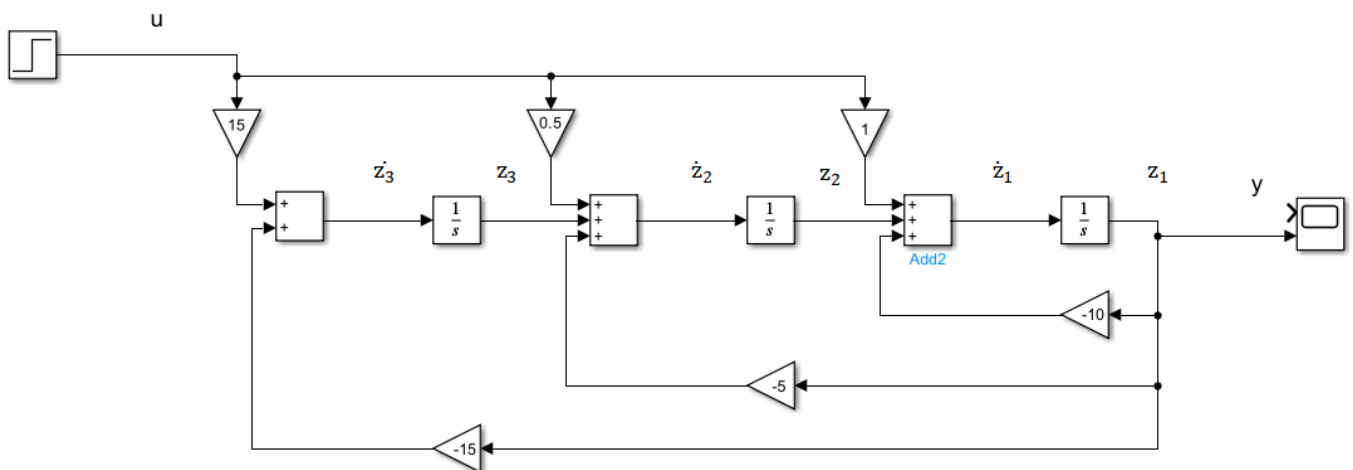 u
15
0.5
1
ż₃
z₃
ż₂
z₂
ż₁
z₁
y
+
+
1/s
+
+
+
1/s
+
+
+
1/s
Add2
-10
-5
-15